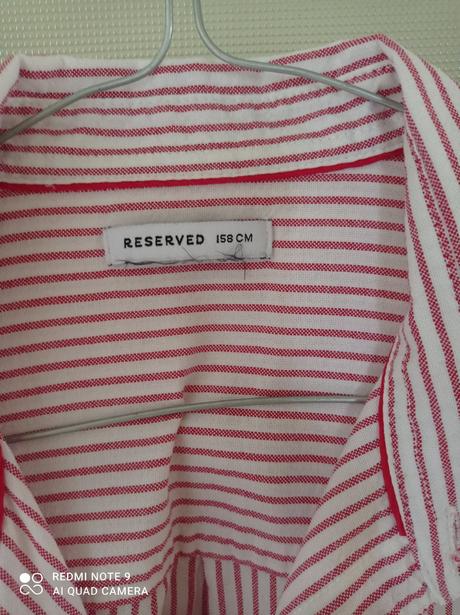 RESERVED 158 CM
REDMI NOTE 9
AI QUAD CAMERA